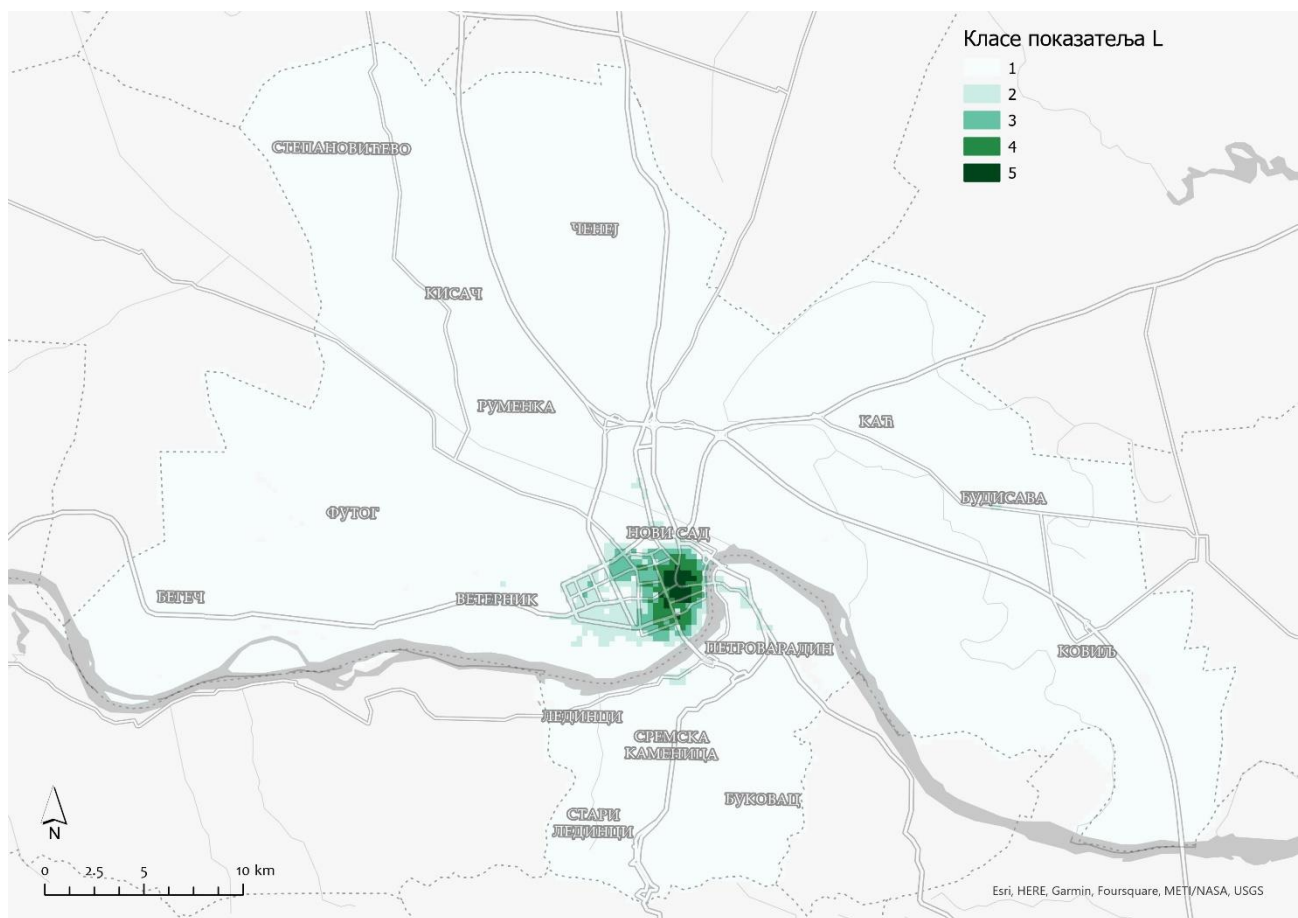 Класе показатеља L
1
2
3
4
5
СТЕПАНОВИЋЕВО
ЧЕНЕЈ
КИСАЧ
РУМЕНКА
КАЋ
БУДИСАВА
ФУТОГ
НОВИ САД
БЕГЕЧ
ВЕТЕРНИК
ПЕТРОВАРАДИН
КОВИЉ
ЛЕДИНЦИ
СРЕМСКА
КАМЕНИЦА
БУКОВАЦ
СТАРИ
ЛЕДИНЦИ
N
0 2.5 5 10 km
Esri, HERE, Garmin, Foursquare, METI/NASA, USGS